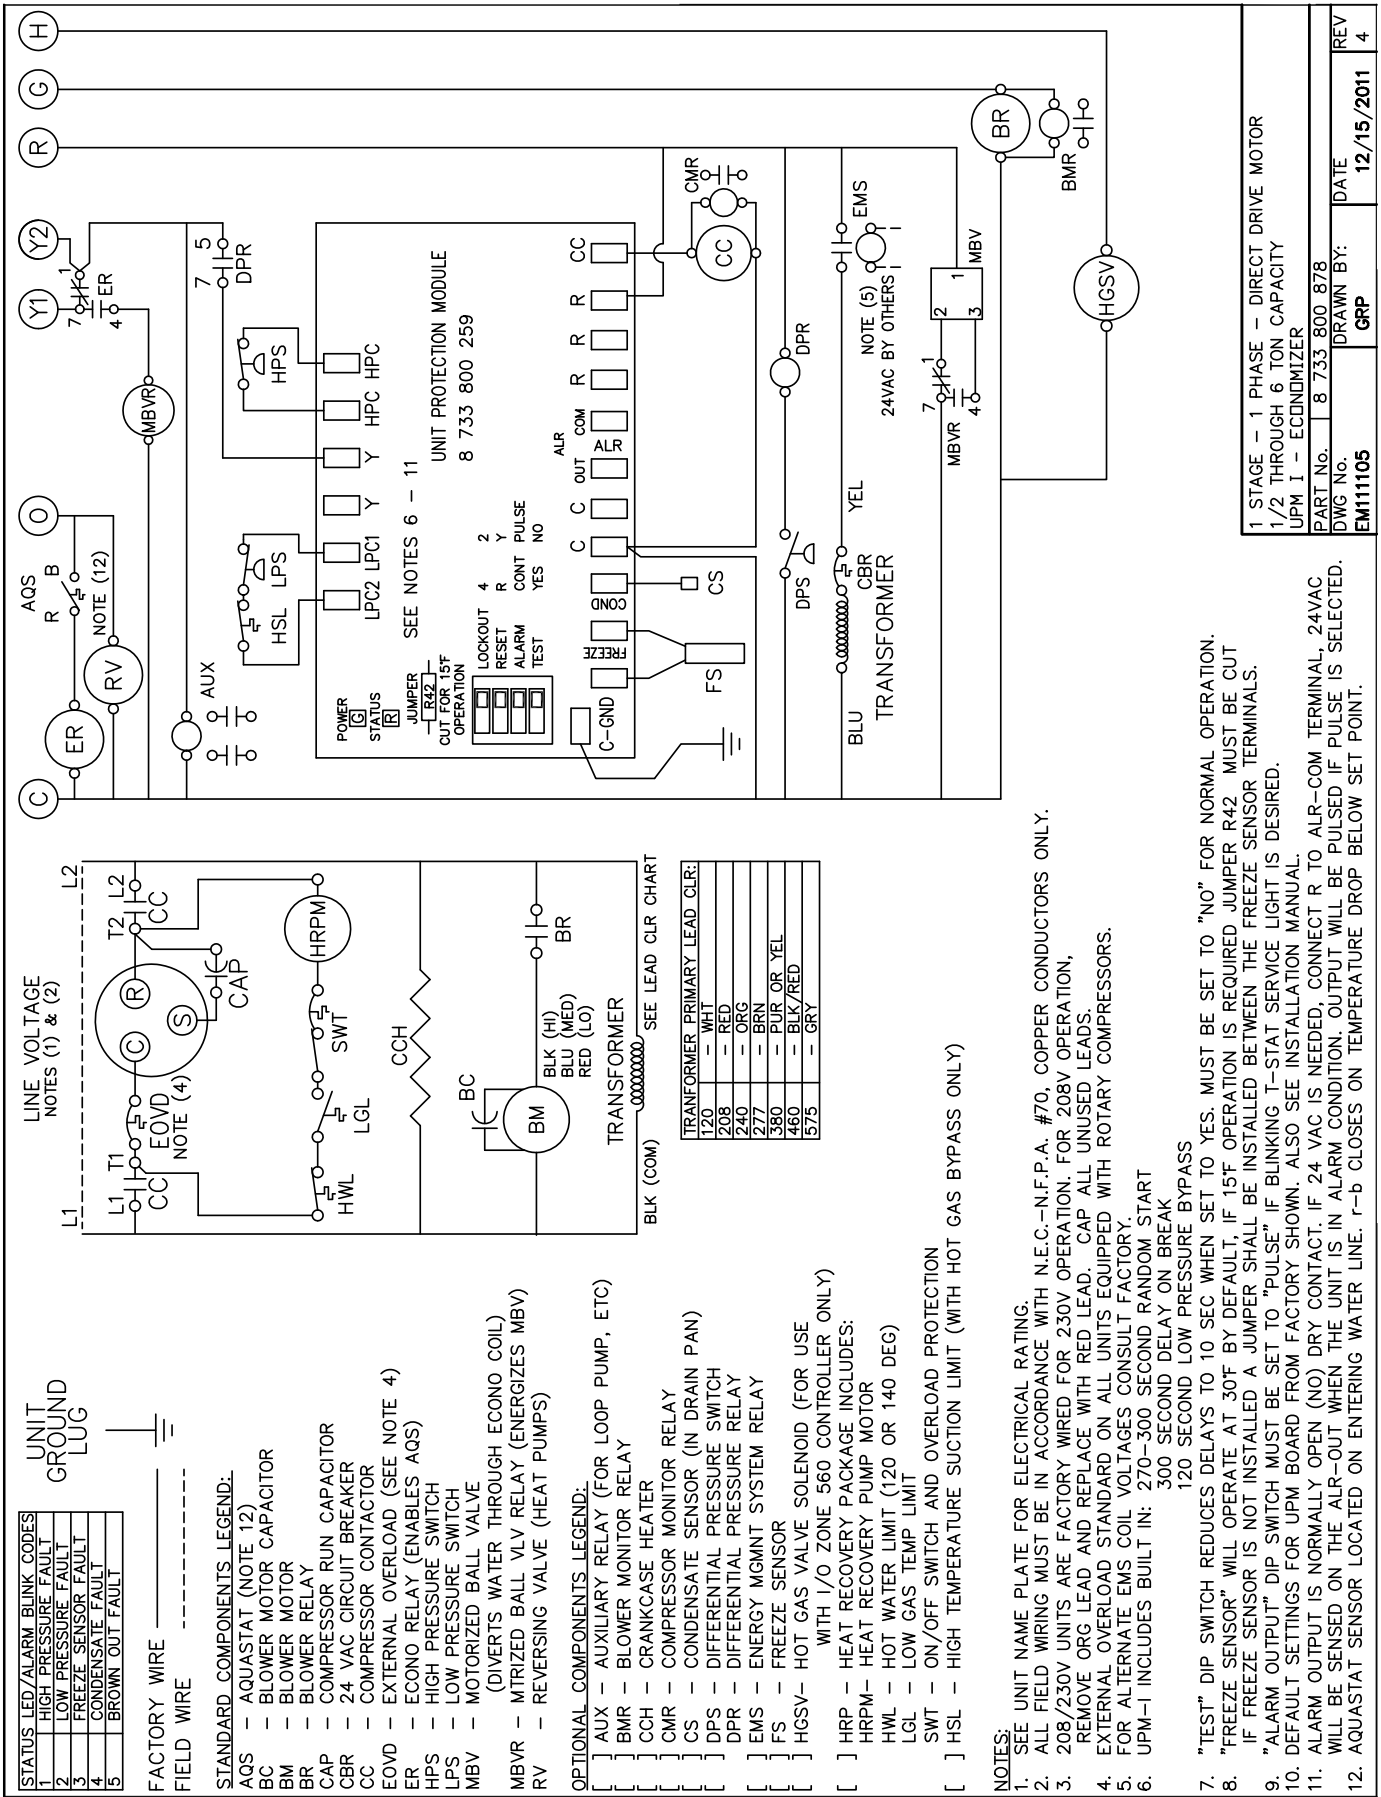 STATUS LED/ALARM BLINK CODES
1 HIGH PRESSURE FAULT
2 LOW PRESSURE FAULT
3 FREEZE SENSOR FAULT
4 CONDENSATE FAULT
5 BROWN OUT FAULT
UNIT
GROUND
LUG
FACTORY WIRE
FIELD WIRE
STANDARD COMPONENTS LEGEND:
AQS – AQUASTAT (NOTE 12)
BC – BLOWER MOTOR CAPACITOR
BM – BLOWER MOTOR
BR – BLOWER RELAY
CAP – COMPRESSOR RUN CAPACITOR
CBR – 24 VAC CIRCUIT BREAKER
CC – COMPRESSOR CONTACTOR
EOVD – EXTERNAL OVERLOAD (SEE NOTE 4)
ER – ECONO RELAY (ENABLES AQS)
HPS – HIGH PRESSURE SWITCH
LPS – LOW PRESSURE SWITCH
MBV – MOTORIZED BALL VALVE
(DIVERTS WATER THROUGH ECONO COIL)
MBVR – MTRIZED BALL VLV RELAY (ENERGIZES MBV)
RV – REVERSING VALVE (HEAT PUMPS)
OPTIONAL COMPONENTS LEGEND:
[ ] AUX – AUXILIARY RELAY (FOR LOOP PUMP, ETC)
[ ] BMR – BLOWER MONITOR RELAY
[ ] CCH – CRANKCASE HEATER
[ ] CMR – COMPRESSOR MONITOR RELAY
[ ] CS – CONDENSATE SENSOR (IN DRAIN PAN)
[ ] DPS – DIFFERENTIAL PRESSURE SWITCH
[ ] DPR – DIFFERENTIAL PRESSURE RELAY
[ ] EMS – ENERGY MGMNT SYSTEM RELAY
[ ] FS – FREEZE SENSOR
[ ] HGSV– HOT GAS VALVE SOLENOID (FOR USE
WITH I/O ZONE 560 CONTROLLER ONLY)
[ ] HRP – HEAT RECOVERY PACKAGE INCLUDES:
HRPM– HEAT RECOVERY PUMP MOTOR
HWL – HOT WATER LIMIT (120 OR 140 DEG)
LGL – LOW GAS TEMP LIMIT
SWT – ON/OFF SWITCH AND OVERLOAD PROTECTION
[ ] HSL – HIGH TEMPERATURE SUCTION LIMIT (WITH HOT GAS BYPASS ONLY)
NOTES:
1. SEE UNIT NAME PLATE FOR ELECTRICAL RATING.
2. ALL FIELD WIRING MUST BE IN ACCORDANCE WITH N.E.C.–N.F.P.A. #70, COPPER CONDUCTORS ONLY.
3. 208/230V UNITS ARE FACTORY WIRED FOR 230V OPERATION. FOR 208V OPERATION,
REMOVE ORG LEAD AND REPLACE WITH RED LEAD. CAP ALL UNUSED LEADS.
4. EXTERNAL OVERLOAD STANDARD ON ALL UNITS EQUIPPED WITH ROTARY COMPRESSORS.
5. FOR ALTERNATE EMS COIL VOLTAGES CONSULT FACTORY.
6. UPM–I INCLUDES BUILT IN: 270–300 SECOND RANDOM START
300 SECOND DELAY ON BREAK
120 SECOND LOW PRESSURE BYPASS
7. "TEST" DIP SWITCH REDUCES DELAYS TO 10 SEC WHEN SET TO YES. MUST BE SET TO "NO" FOR NORMAL OPERATION.
8. "FREEZE SENSOR" WILL OPERATE AT 30°F BY DEFAULT, IF 15°F OPERATION IS REQUIRED JUMPER R42 MUST BE CUT
IF FREEZE SENSOR IS NOT INSTALLED A JUMPER SHALL BE INSTALLED BETWEEN THE FREEZE SENSOR TERMINALS.
9. "ALARM OUTPUT" DIP SWITCH MUST BE SET TO "PULSE" IF BLINKING T–STAT SERVICE LIGHT IS DESIRED.
10. DEFAULT SETTINGS FOR UPM BOARD FROM FACTORY SHOWN. ALSO SEE INSTALLATION MANUAL.
11. ALARM OUTPUT IS NORMALLY OPEN (NO) DRY CONTACT. IF 24 VAC IS NEEDED, CONNECT R TO ALR–COM TERMINAL, 24VAC
WILL BE SENSED ON THE ALR–OUT WHEN THE UNIT IS IN ALARM CONDITION. OUTPUT WILL BE PULSED IF PULSE IS SELECTED.
12. AQUASTAT SENSOR LOCATED ON ENTERING WATER LINE. r–b CLOSES ON TEMPERATURE DROP BELOW SET POINT.
LINE VOLTAGE
NOTES (1) & (2)
L1
L2
L1
CC
T1
EOVD
NOTE (4)
C
R
S
T2
L2
CC
CAP
HWL
LGL
SWT
HRPM
CCH
BC
BM
BLK (HI)
BLU (MED)
RED (LO)
BR
TRANSFORMER
BLK (COM)
SEE LEAD CLR CHART
TRANFORMER PRIMARY LEAD CLR:
120 – WHT
208 – RED
240 – ORG
277 – BRN
380 – PUR OR YEL
460 – BLK/RED
575 – GRY
C
O
Y1
Y2
R
G
H
AQS
R B
ER
NOTE (12)
RV
MBVR
7 1
4
ER
AUX
7 5
DPR
HSL
LPS
HPS
LPC2
LPC1
Y
Y
HPC
HPC
SEE NOTES 6 – 11
UNIT PROTECTION MODULE
8 733 800 259
POWER
G
STATUS
R
JUMPER
R42
CUT FOR 15°F
OPERATION
LOCKOUT 4 2
RESET R Y
ALARM CONT PULSE
TEST YES NO
C–GND
FREEZE
COND
C
C
OUT
ALR
COM
ALR
R
R
R
CC
FS
CS
CC
CMR
DPS
DPR
BLU
TRANSFORMER
CBR
YEL
EMS
NOTE (5)
24VAC BY OTHERS
MBVR
7 1
4
2
3
1
MBV
BR
BMR
HGSV
1 STAGE – 1 PHASE – DIRECT DRIVE MOTOR
1/2 THROUGH 6 TON CAPACITY
UPM I – ECONOMIZER
PART No. 8 733 800 878
DWG No. EM111105
DRAWN BY: GRP
DATE 12/15/2011
REV 4